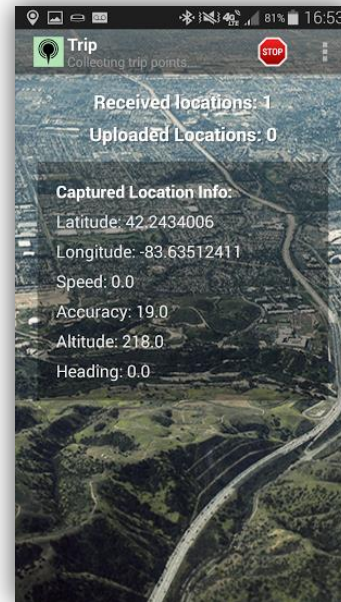 81% 16:53
Trip
Collecting trip points
STOP
Received locations: 1
Uploaded Locations: 0
Captured Location Info:
Latitude: 42.2434006
Longitude: -83.63512411
Speed: 0.0
Accuracy: 19.0
Altitude: 218.0
Heading: 0.0